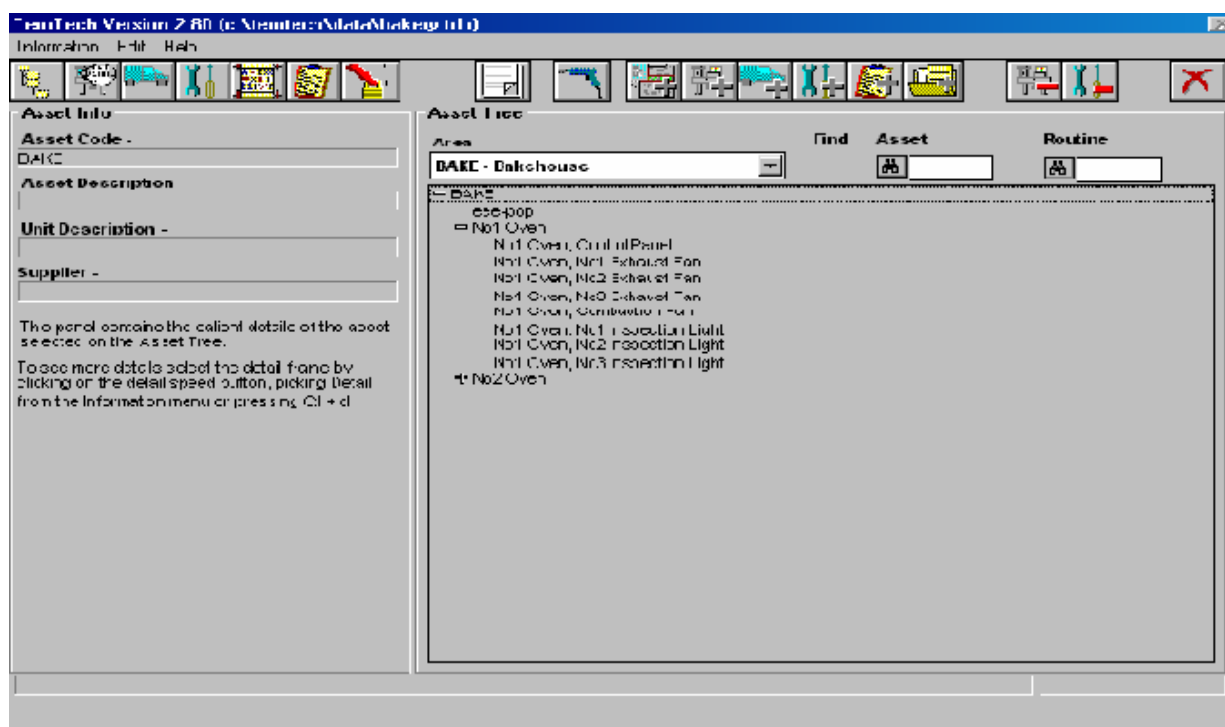 Version 2.80
Information Edit Help
Asset Info
Asset Code -
BAKE
Asset Description
Unit Description -
Supplier -
This panel contains the salient details of the asset
selected on the Asset Tree.
To see more details select the detail frame by
clicking on the detail speed button, picking Detail
from the Information menu or pressing Ctl + d
Asset Tree
Area
Find Asset Routine
BAKE - Bakehouse
BAKE
No1 Oven
No1 Oven, Control Panel
No1 Oven, No1 Exhaust Fan
No1 Oven, No2 Exhaust Fan
No1 Oven, No3 Exhaust Fan
No1 Oven, Combustion Fan
No1 Oven, No1 Inspection Light
No1 Oven, No2 Inspection Light
No1 Oven, No3 Inspection Light
No2 Oven